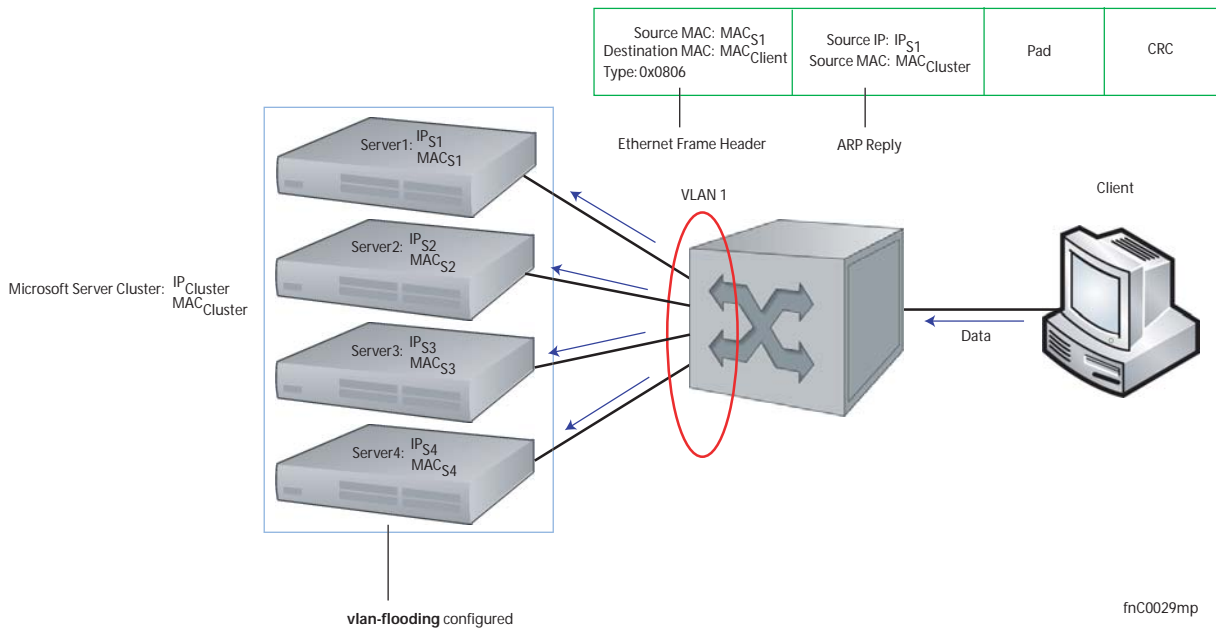 Source MAC: MACS1
Destination MAC: MACClient
Type: 0x0806
Source IP: IPS1
Source MAC: MACCluster
Pad
CRC
Ethernet Frame Header
ARP Reply
Server1: IPS1
MACS1
VLAN 1
Client
Server2: IPS2
MACS2
Microsoft Server Cluster: IPCluster
MACCluster
Data
Server3: IPS3
MACS3
Server4: IPS4
MACS4
vlan-flooding configured
fnC0029mp